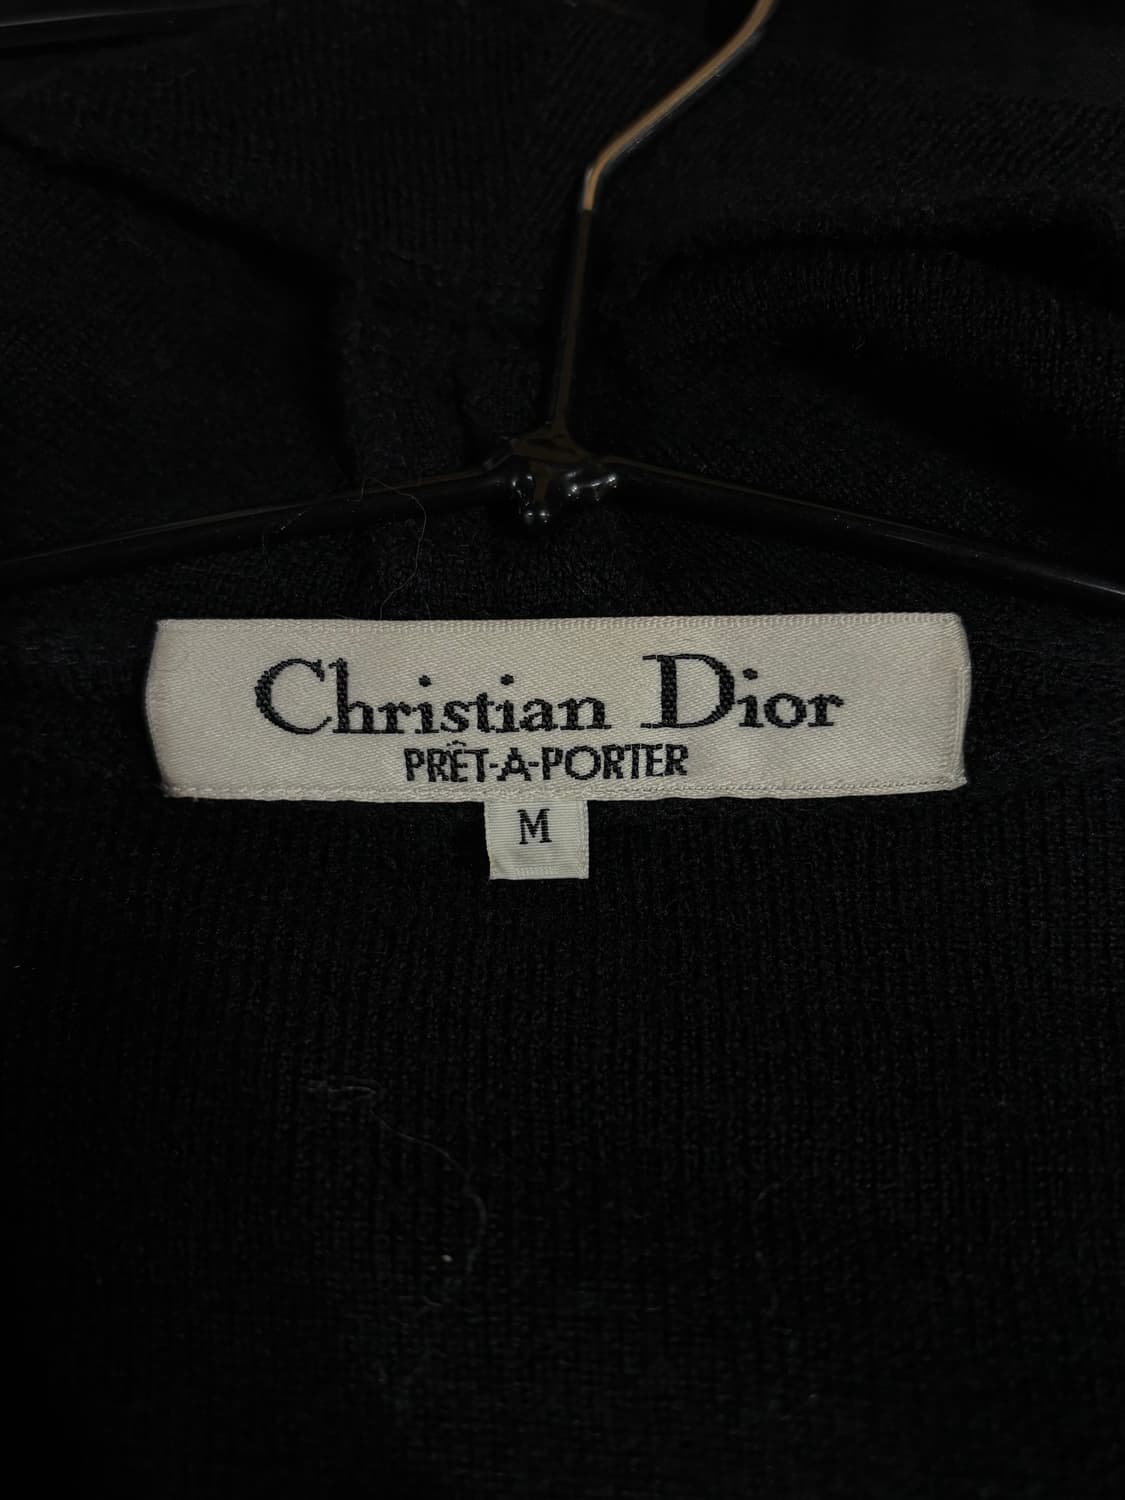 Christian Dior
PRÊT-A-PORTER
M